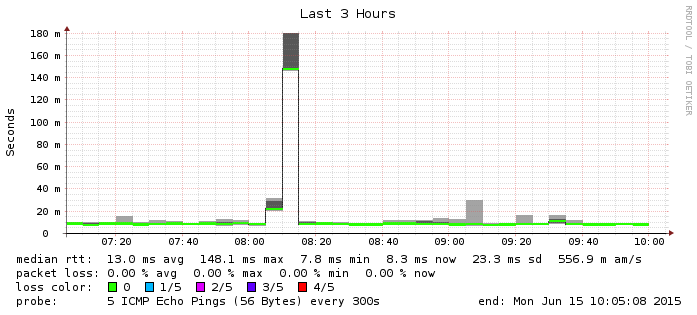 Last 3 Hours
RRDTOOL / TOBI OETIKER
Seconds
180 m
160 m
140 m
120 m
100 m
80 m
60 m
40 m
20 m
0
07:20 07:40 08:00 08:20 08:40 09:00 09:20 09:40 10:00
median rtt: 13.0 ms avg 148.1 ms max 7.8 ms min 8.3 ms now 23.3 ms sd 556.9 m am/s
packet loss: 0.00 % avg 0.00 % max 0.00 % min 0.00 % now
loss color: 0 1/5 2/5 3/5 4/5
probe: 5 ICMP Echo Pings (56 Bytes) every 300s end: Mon Jun 15 10:05:08 2015